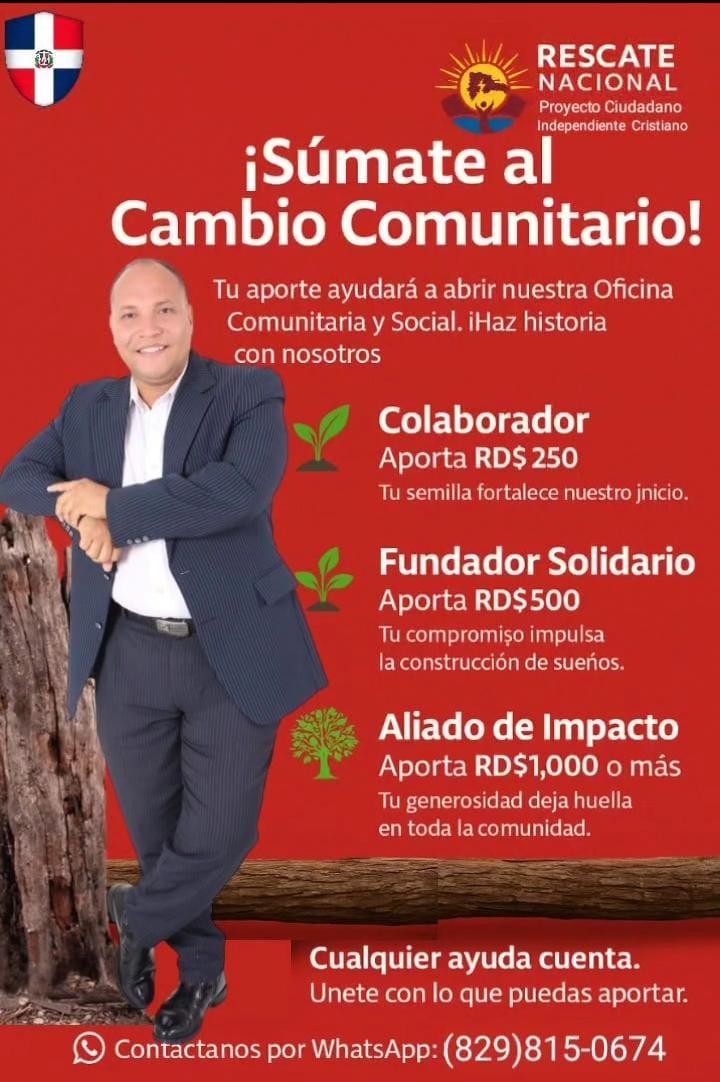 RESCATE
NACIONAL
Proyecto Ciudadano
Independiente Cristiano
¡Súmate al
Cambio Comunitario!
Tu aporte ayudará a abrir nuestra Oficina
Comunitaria y Social. ¡Haz historia
con nosotros
Colaborador
Aporta RD$ 250
Tu semilla fortalece nuestro jnicio.
Fundador Solidario
Aporta RD$500
Tu compromişo impulsa
la construcción de sueños.
Aliado de Impacto
Aporta RD$1,000 o más
Tu generosidad deja huella
en toda la comunidad.
Cualquier ayuda cuenta.
Unete con lo que puedas aportar.
Contactanos por WhatsApp: (829)815-0674